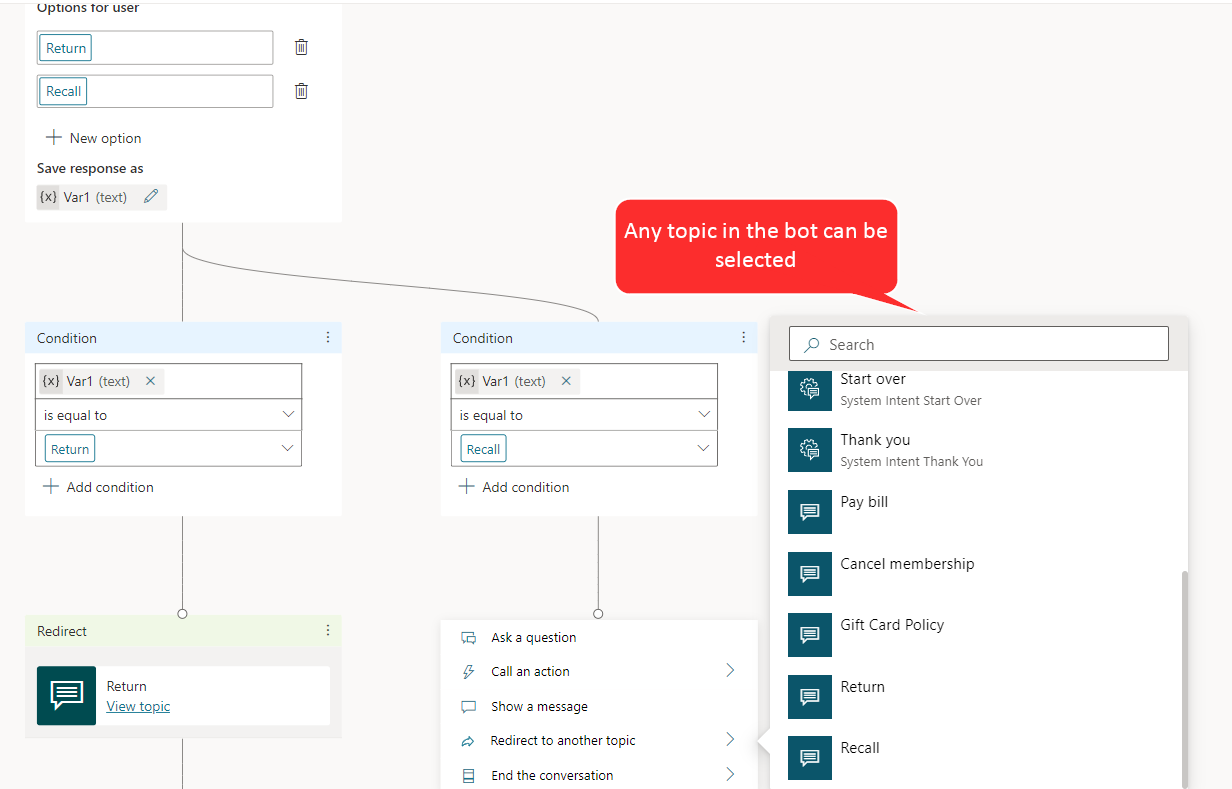 Options for user
Return
Recall
New option
Save response as
{x} Var1 (text)
Any topic in the bot can be
selected
Condition
{x} Var1 (text)
is equal to
Return
Add condition
Condition
{x} Var1 (text)
is equal to
Recall
Add condition
Redirect
Return
View topic
Ask a question
Call an action
Show a message
Redirect to another topic
End the conversation
Search
Start over
System Intent Start Over
Thank you
System Intent Thank You
Pay bill
Cancel membership
Gift Card Policy
Return
Recall